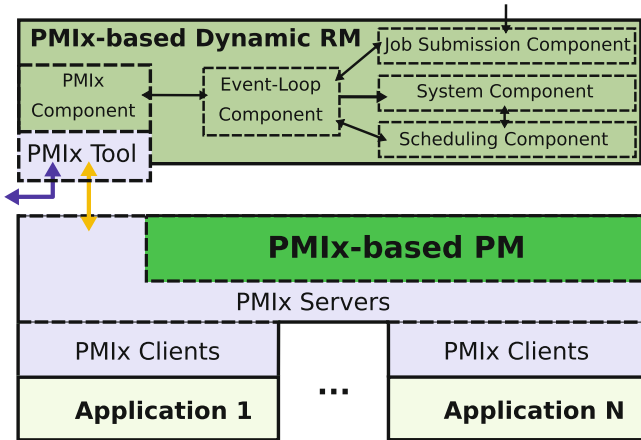 PMIx-based Dynamic RM
Job Submission Component
PMIx
Component
Event-Loop
Component
System Component
Scheduling Component
PMIx Tool
PMIx-based PM
PMIx Servers
PMIx Clients
PMIx Clients
...
Application 1
Application N